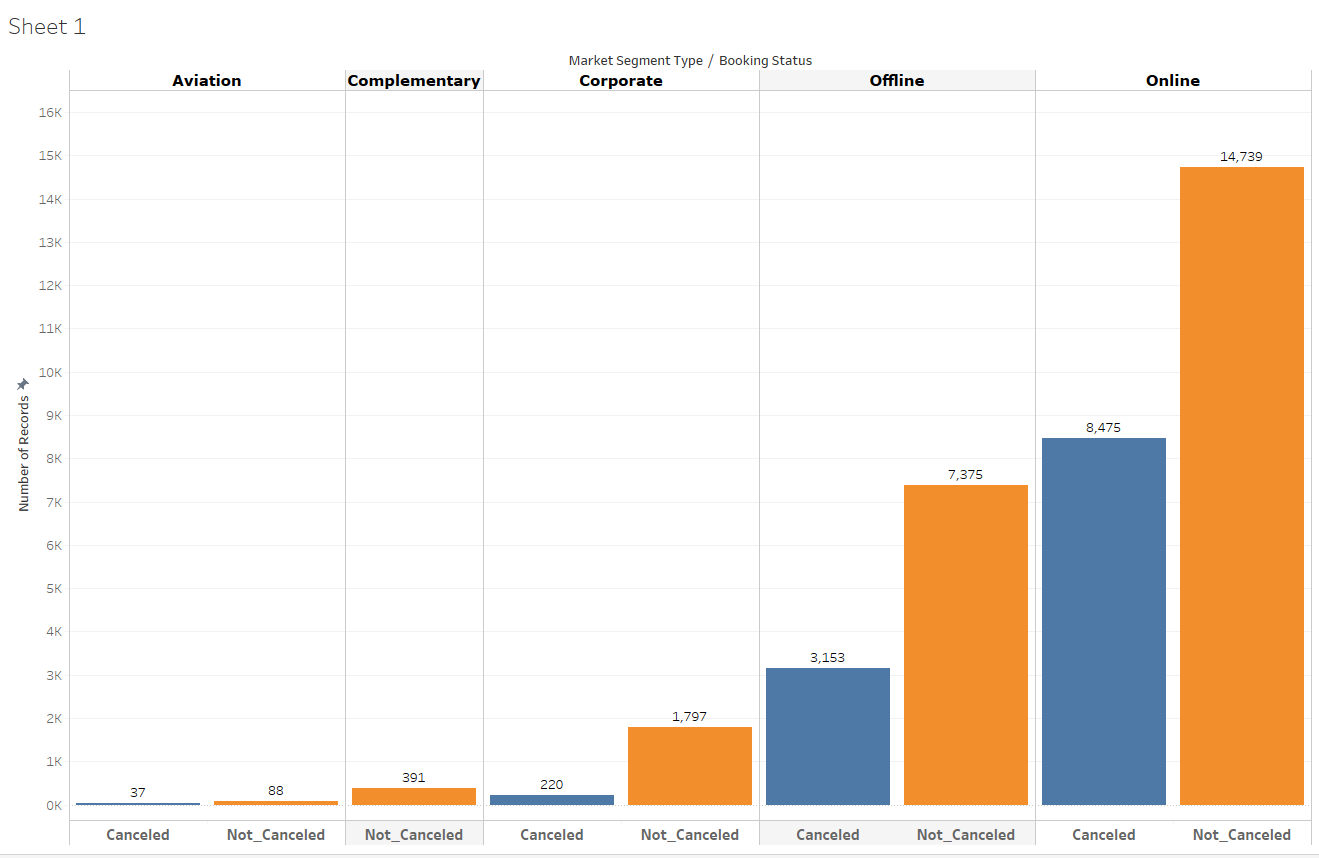 Sheet 1
Market Segment Type / Booking Status
Aviation Complementary Corporate Offline Online
16K
15K
14,739
14K
13K
12K
11K
10K
9K
8,475
8K
7,375
7K
6K
5K
4K
3,153
3K
2K
1,797
1K
391
220
37
88
0K
Number of Records
Canceled Not_Canceled Not_Canceled Canceled Not_Canceled Canceled Not_Canceled Canceled Not_Canceled